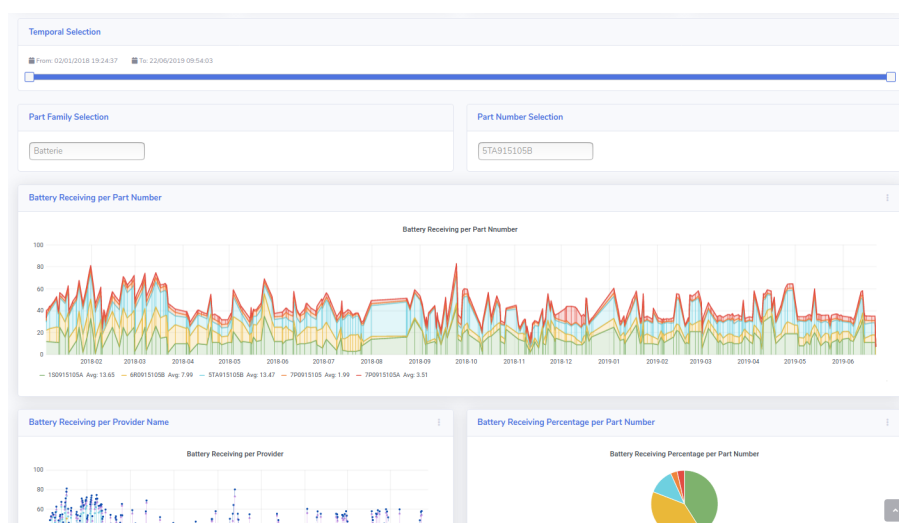 Temporal Selection
From: 02/01/2018 19:24:37 To: 22/06/2019 09:54:03
Part Family Selection
Part Number Selection
Batterie
5TA915105B
Battery Receiving per Part Number
Battery Receiving per Part Nnumber
100
80
60
40
20
0
2018-02 2018-03 2018-04 2018-05 2018-06 2018-07 2018-08 2018-09 2018-10 2018-11 2018-12 2019-01 2019-02 2019-03 2019-04 2019-05 2019-06
1S0915105A Avg: 13.65 6R0915105B Avg: 7.99 5TA915105B Avg: 13.47 7P0915105 Avg: 1.99 7P0915105A Avg: 3.51
Battery Receiving per Provider Name
Battery Receiving Percentage per Part Number
Battery Receiving per Provider
Battery Receiving Percentage per Part Number
100
80
60